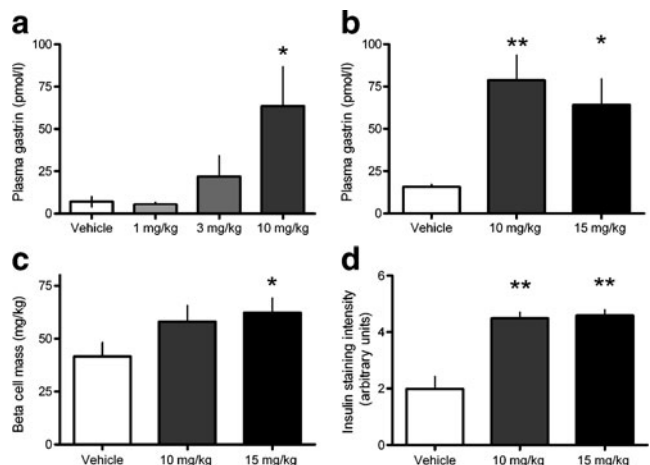 a
Plasma gastrin (pmol/l)
100
75
50
25
0
*
Vehicle 1 mg/kg 3 mg/kg 10 mg/kg
b
Plasma gastrin (pmol/l)
100
75
50
25
0
** *
Vehicle 10 mg/kg 15 mg/kg
c
Beta cell mass (mg/kg)
75
50
25
0
*
Vehicle 10 mg/kg 15 mg/kg
d
Insulin staining intensity
(arbitrary units)
6
4
2
0
** **
Vehicle 10 mg/kg 15 mg/kg